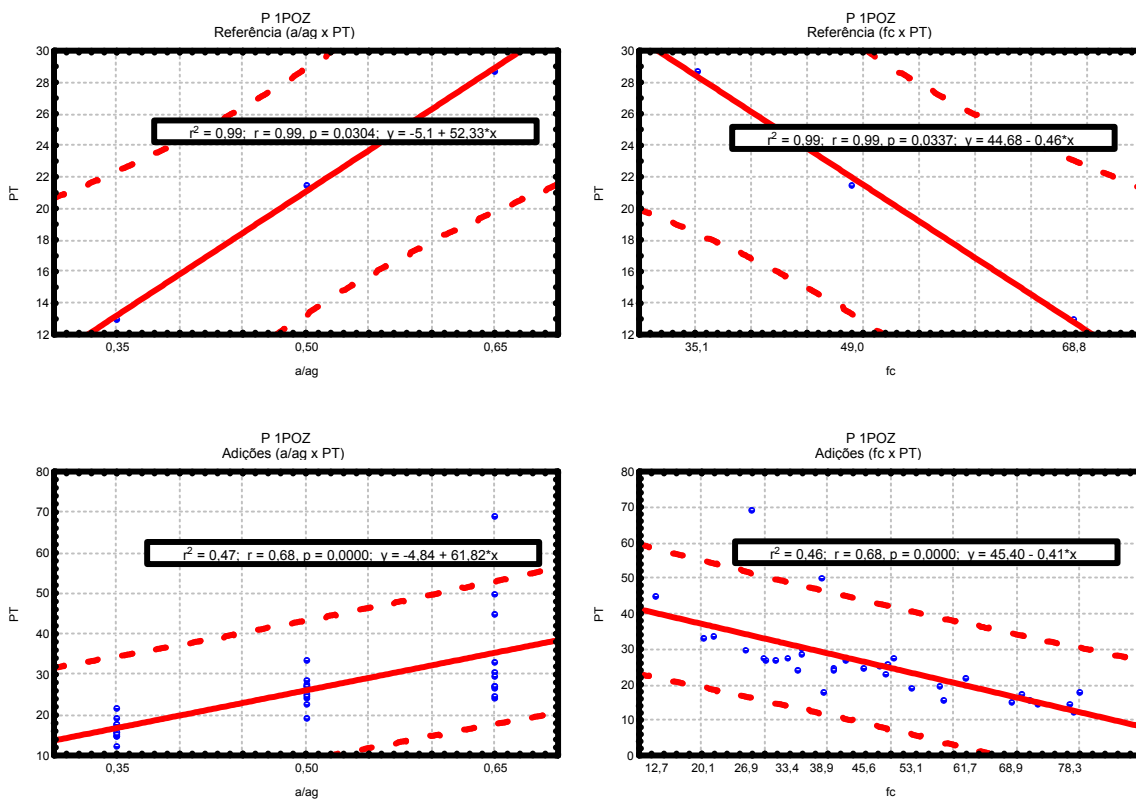 P 1POZ
Referência (a/ag x PT)
30
28
26
24
22
20
18
16
14
12
PT
r² = 0,99; r = 0,99, p = 0,0304; y = -5,1 + 52,33*x
0,35 0,50 0,65
a/ag
P 1POZ
Referência (fc x PT)
30
28
26
24
22
20
18
16
14
12
PT
r² = 0,99; r = 0,99, p = 0,0337; y = 44,68 - 0,46*x
35,1 49,0 68,8
fc
P 1POZ
Adições (a/ag x PT)
80
70
60
50
40
30
20
10
PT
r² = 0,47; r = 0,68, p = 0,0000; y = -4,84 + 61,82*x
0,35 0,50 0,65
a/ag
P 1POZ
Adições (fc x PT)
80
70
60
50
40
30
20
10
0
PT
r² = 0,46; r = 0,68, p = 0,0000; y = 45,40 - 0,41*x
12,7 20,1 26,9 33,4 38,9 45,6 53,1 61,7 68,9 78,3
fc